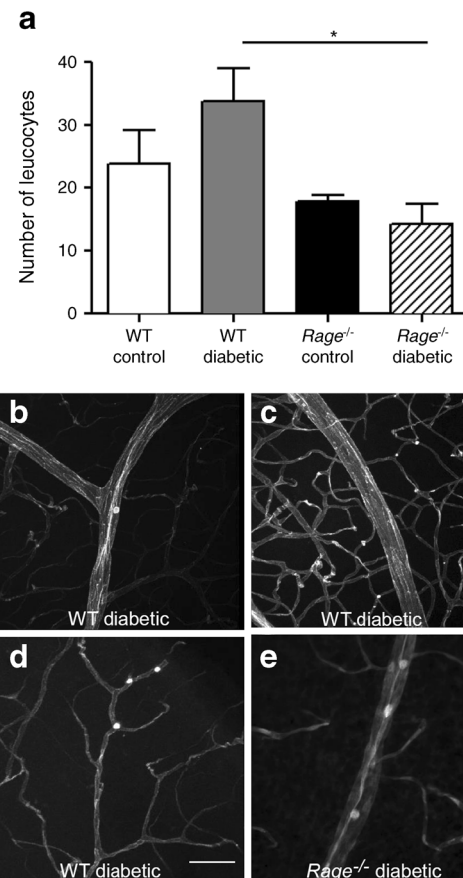 a
*
40
30
20
10
0
Number of leucocytes
WT control
WT diabetic
Rage-/- control
Rage-/- diabetic
b
WT diabetic
c
WT diabetic
d
WT diabetic
e
Rage-/- diabetic